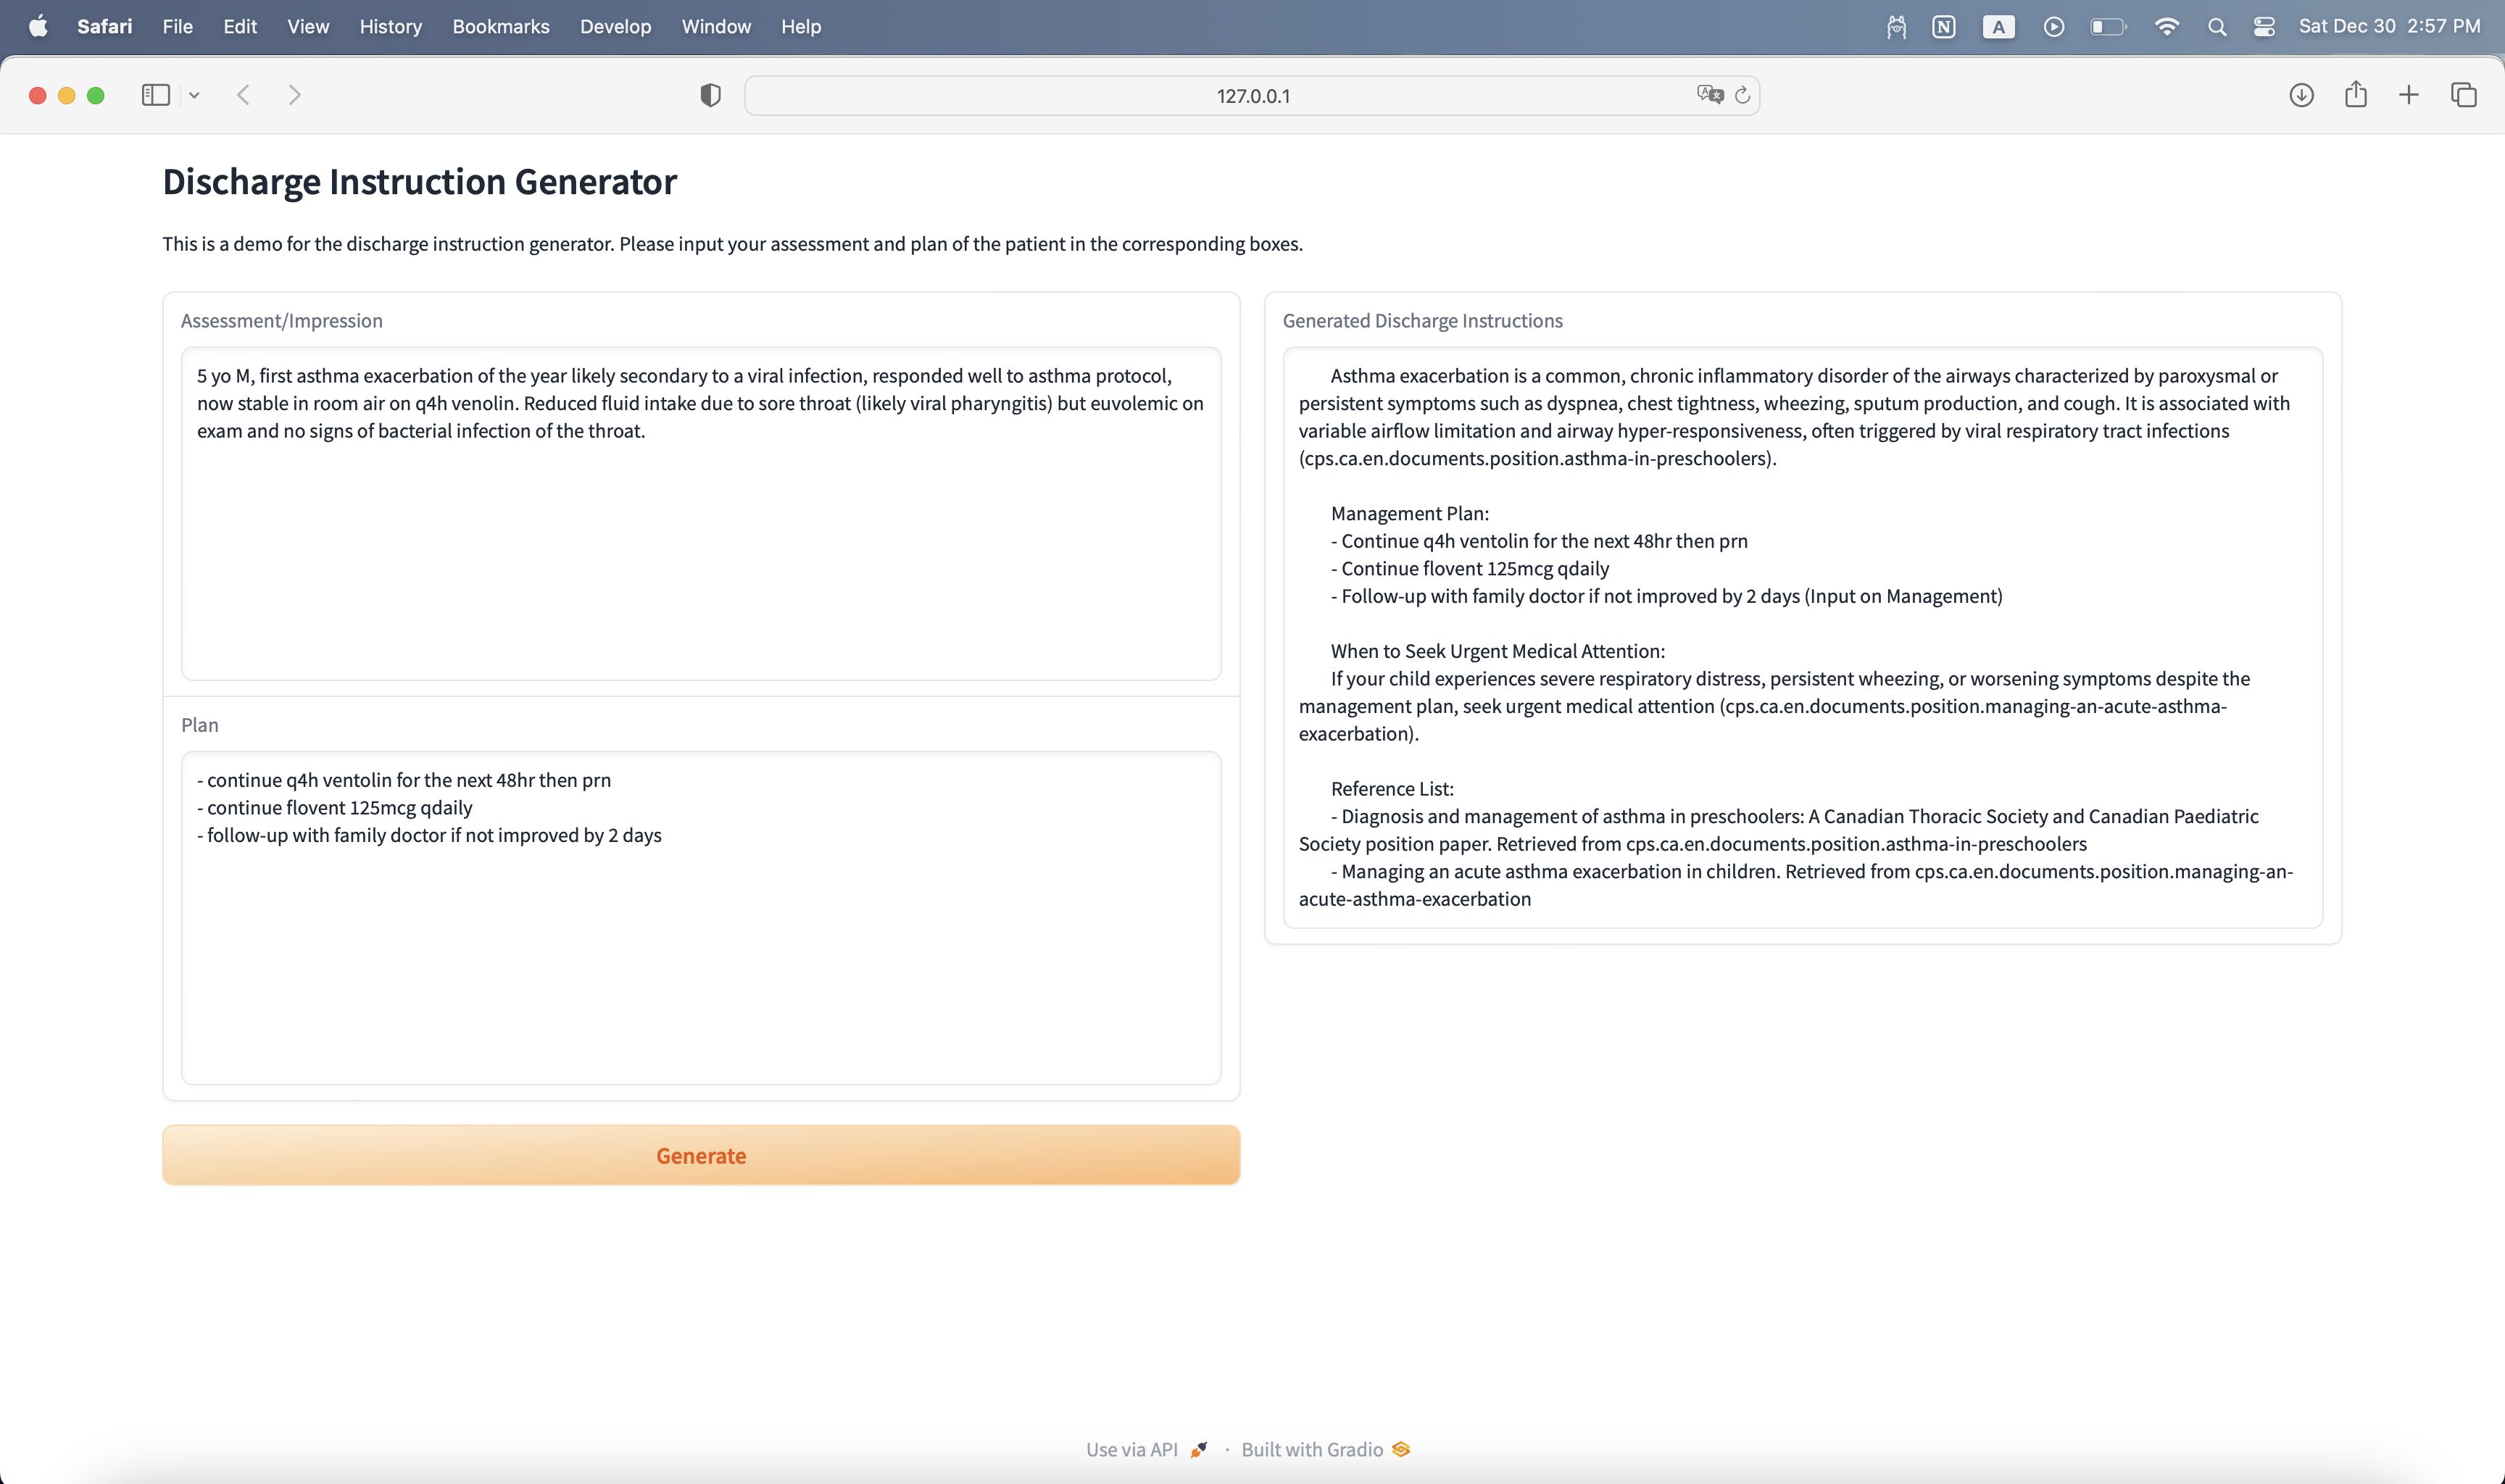 Safari File Edit View History Bookmarks Develop Window Help
N A Sat Dec 30 2:57 PM
127.0.0.1
Discharge Instruction Generator
This is a demo for the discharge instruction generator. Please input your assessment and plan of the patient in the corresponding boxes.
Assessment/Impression
5 yo M, first asthma exacerbation of the year likely secondary to a viral infection, responded well to asthma protocol,
now stable in room air on q4h venolin. Reduced fluid intake due to sore throat (likely viral pharyngitis) but euvolemic on
exam and no signs of bacterial infection of the throat.
Plan
- continue q4h ventolin for the next 48hr then prn
- continue flovent 125mcg qdaily
- follow-up with family doctor if not improved by 2 days
Generate
Generated Discharge Instructions
Asthma exacerbation is a common, chronic inflammatory disorder of the airways characterized by paroxysmal or
persistent symptoms such as dyspnea, chest tightness, wheezing, sputum production, and cough. It is associated with
variable airflow limitation and airway hyper-responsiveness, often triggered by viral respiratory tract infections
(cps.ca.en.documents.position.asthma-in-preschoolers).
Management Plan:
- Continue q4h ventolin for the next 48hr then prn
- Continue flovent 125mcg qdaily
- Follow-up with family doctor if not improved by 2 days (Input on Management)
When to Seek Urgent Medical Attention:
If your child experiences severe respiratory distress, persistent wheezing, or worsening symptoms despite the
management plan, seek urgent medical attention (cps.ca.en.documents.position.managing-an-acute-asthma-
exacerbation).
Reference List:
- Diagnosis and management of asthma in preschoolers: A Canadian Thoracic Society and Canadian Paediatric
Society position paper. Retrieved from cps.ca.en.documents.position.asthma-in-preschoolers
- Managing an acute asthma exacerbation in children. Retrieved from cps.ca.en.documents.position.managing-an-
acute-asthma-exacerbation
Use via API · Built with Gradio